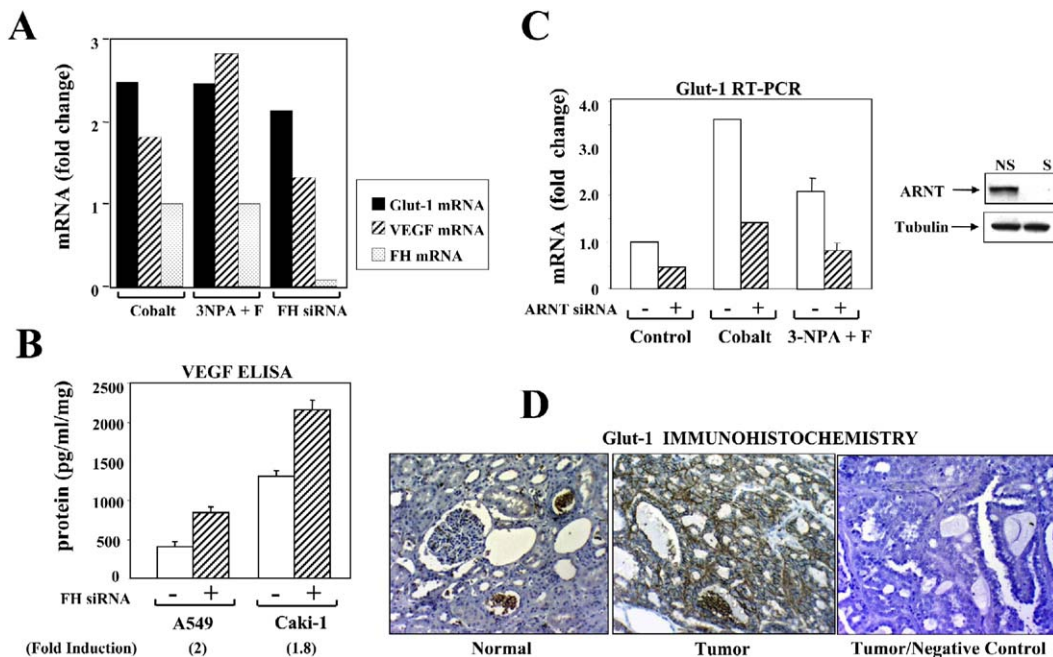 A
3
2
1
0
mRNA (fold change)
Cobalt 3NPA + F FH siRNA
Glut-1 mRNA
VEGF mRNA
FH mRNA
B
VEGF ELISA
2500
2000
1500
1000
500
0
protein (pg/ml/mg)
FH siRNA - + - +
A549 Caki-1
(Fold Induction) (2) (1.8)
C
Glut-1 RT-PCR
4.0
3.0
2.0
1.0
0.0
mRNA (fold change)
ARNT siRNA - + - + - +
Control Cobalt 3-NPA + F
NS S
ARNT
Tubulin
D
Glut-1 IMMUNOHISTOCHEMISTRY
Normal Tumor Tumor/Negative Control